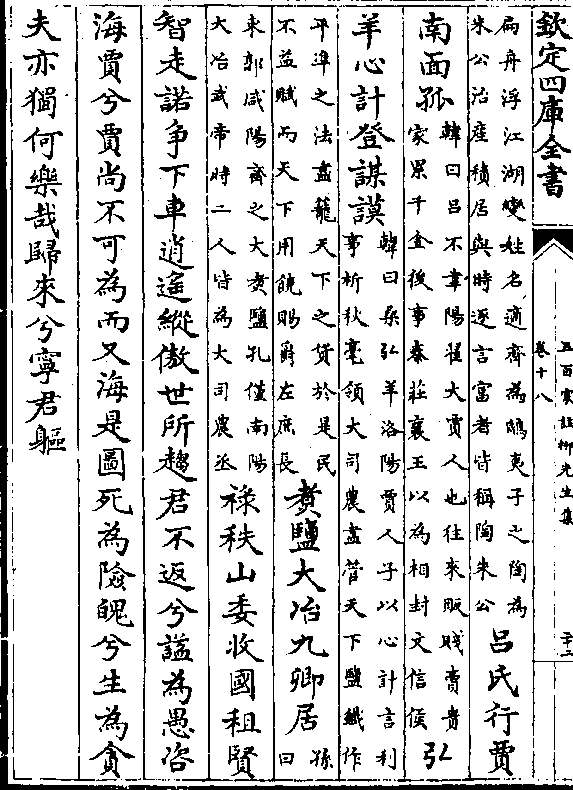 欽定四庫全書
五百家註柳先生集
卷十八
二十二
扁舟浮江湖變姓名適齊為鴟夷子之陶為
朱公治產積居與時逐言富者皆稱陶朱公
吕氏行賈
南面孤
韓曰吕不韋陽翟大賈人也往來販賤賣貴
家累千金後事秦莊襄王以為相封文信侯
弘
羊心計登謀謨
韓曰桑弘羊洛陽賈人子以心計言利
事析秋毫領大司農盡管天下鹽鐵作
平準之法盡籠天下之貨於是民
不益賦而天下用饒賜爵左庶長
煑鹽大冶九卿居
孫
曰
東郭咸陽齊之大煑鹽孔僅南陽
大冶武帝時二人皆為大司農丞
祿秩山委收國租賢
智走諾争下車逍遥縱傲世所趨君不返兮諡為愚咨
海賈兮賈尚不可為而又海是圖死為險魄兮生為貪
夫亦獨何樂哉歸來兮寧君軀